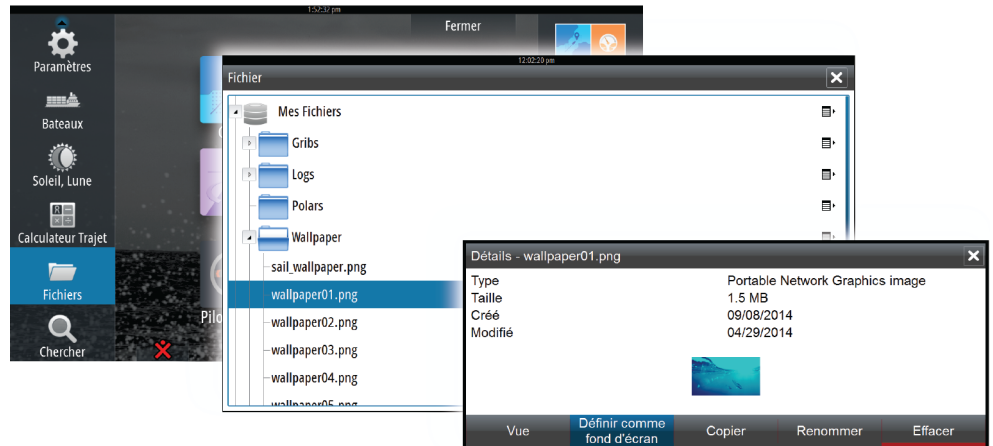 1:52:32 pm
Fermer
Paramètres
Bateaux
Soleil, Lune
Calculateur Trajet
Fichiers
Chercher
12:02:20 pm
Fichier
Mes Fichiers
Gribs
Logs
Polars
Wallpaper
sail_wallpaper.png
wallpaper01.png
wallpaper02.png
wallpaper03.png
wallpaper04.png
wallpaper05.png
Détails - wallpaper01.png
Type Portable Network Graphics image
Taille 1.5 MB
Créé 09/08/2014
Modifié 04/29/2014
Vue
Définir comme
fond d'écran
Copier
Renommer
Effacer